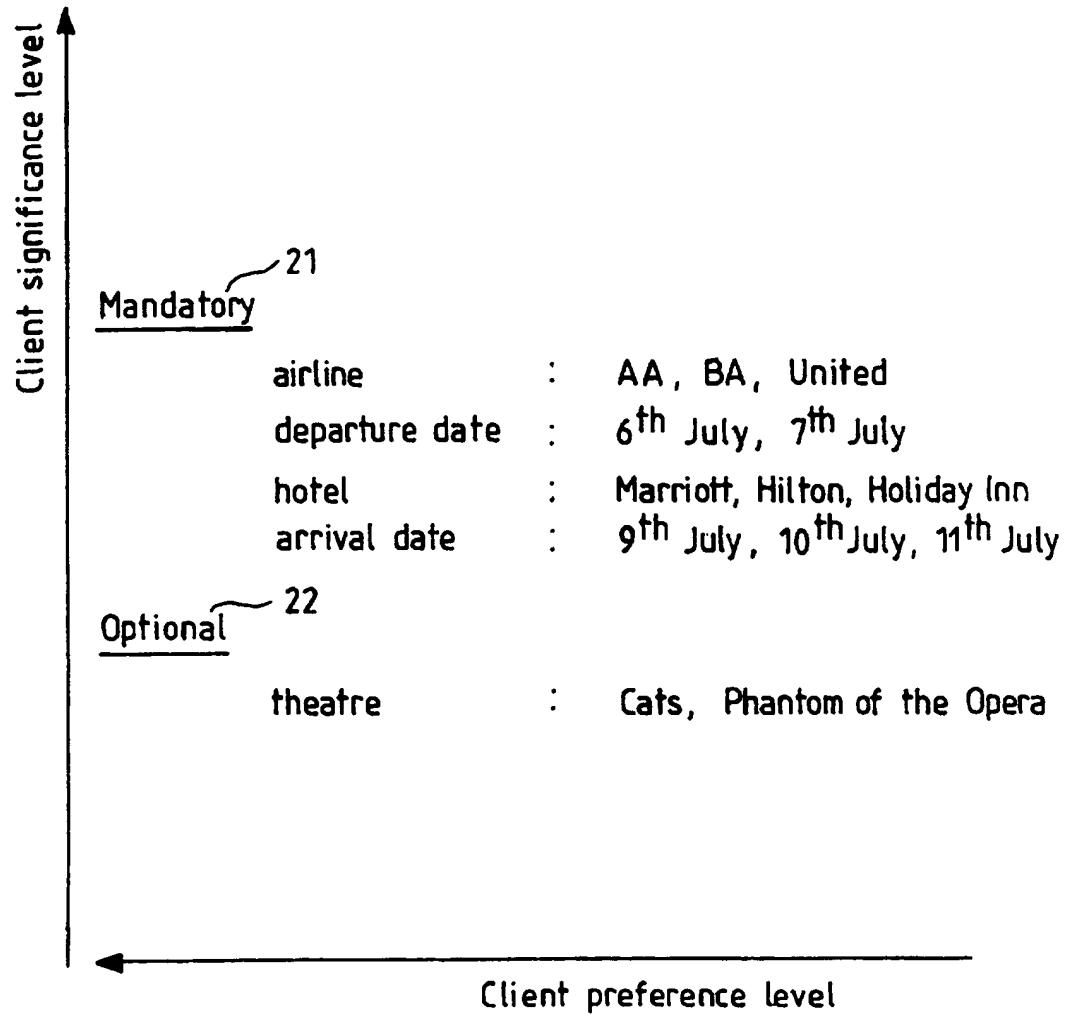 Client significance level
21
Mandatory
airline : AA, BA, United
departure date : 6th July, 7th July
hotel : Marriott, Hilton, Holiday Inn
arrival date : 9th July, 10th July, 11th July
22
Optional
theatre : Cats, Phantom of the Opera
Client preference level